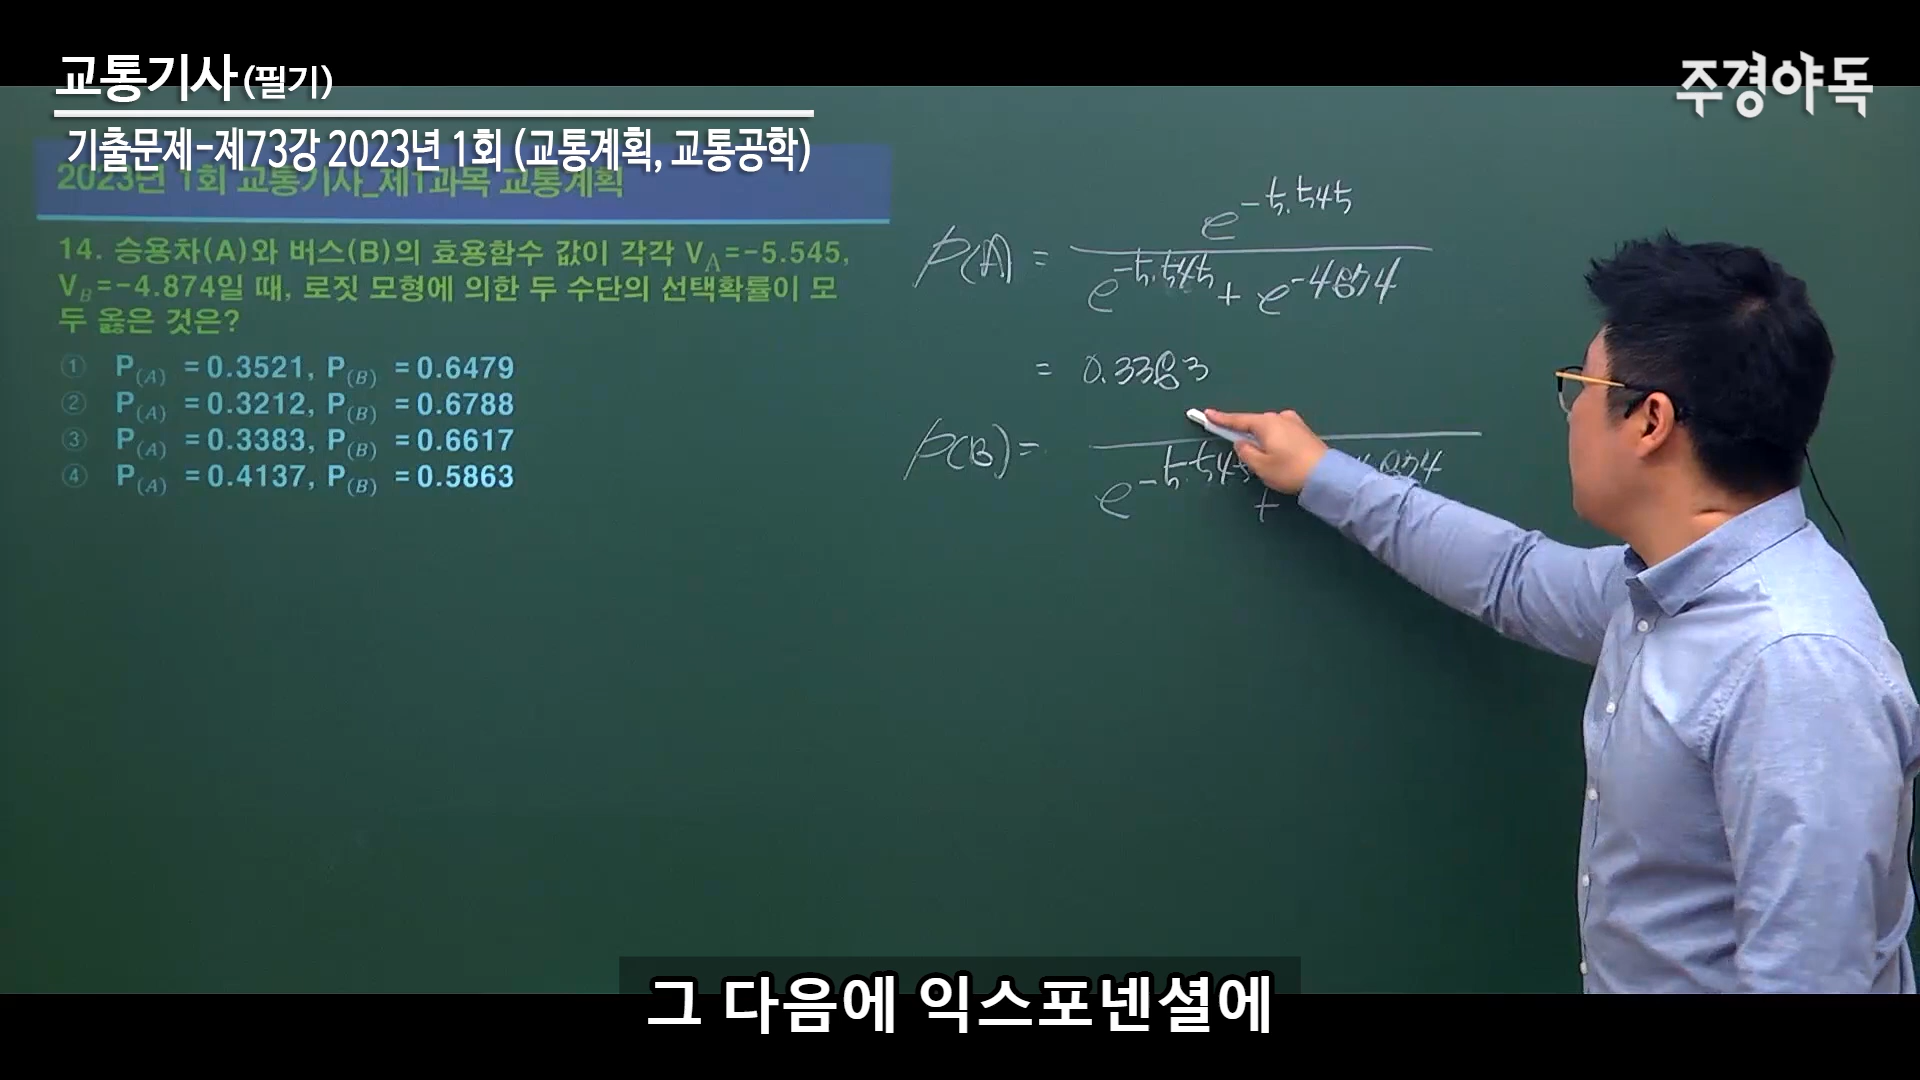 교통기사 (필기)
주경야독
기출문제-제73강 2023년 1회 (교통계획, 교통공학)
2023년 1회 교통기사_제1과목 교통계획
14. 승용차(A)와 버스(B)의 효용함수 값이 각각 V_A=-5.545,
V_B=-4.874일 때, 로짓 모형에 의한 두 수단의 선택확률이 모
두 옳은 것은?
① P(A) =0.3521, P(B) =0.6479
② P(A) =0.3212, P(B) =0.6788
③ P(A) =0.3383, P(B) =0.6617
④ P(A) =0.4137, P(B) =0.5863
e^-5.545
P(A) =
e^-5.545 + e^-4.874
= 0.3383
P(B) =
e^-5.545 +
그 다음에 익스포넨셜에